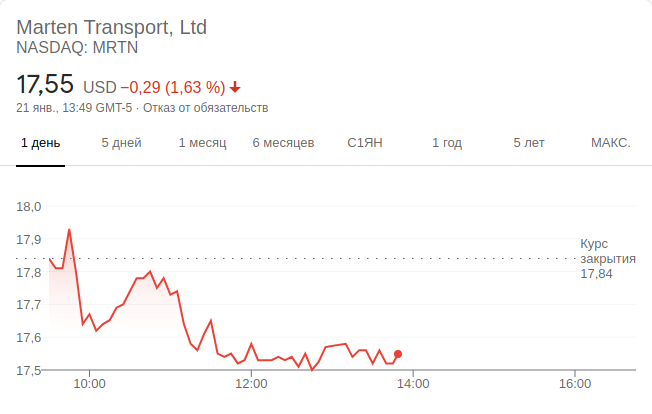 Marten Transport, Ltd
NASDAQ: MRTN
17,55 USD −0,29 (1,63 %)
21 янв., 13:49 GMT-5 · Отказ от обязательств
1 день 5 дней 1 месяц 6 месяцев С1ЯН 1 год 5 лет МАКС.
18,0
17,9
Курс
закрытия
17,84
17,8
17,7
17,6
17,5
10:00 12:00 14:00 16:00